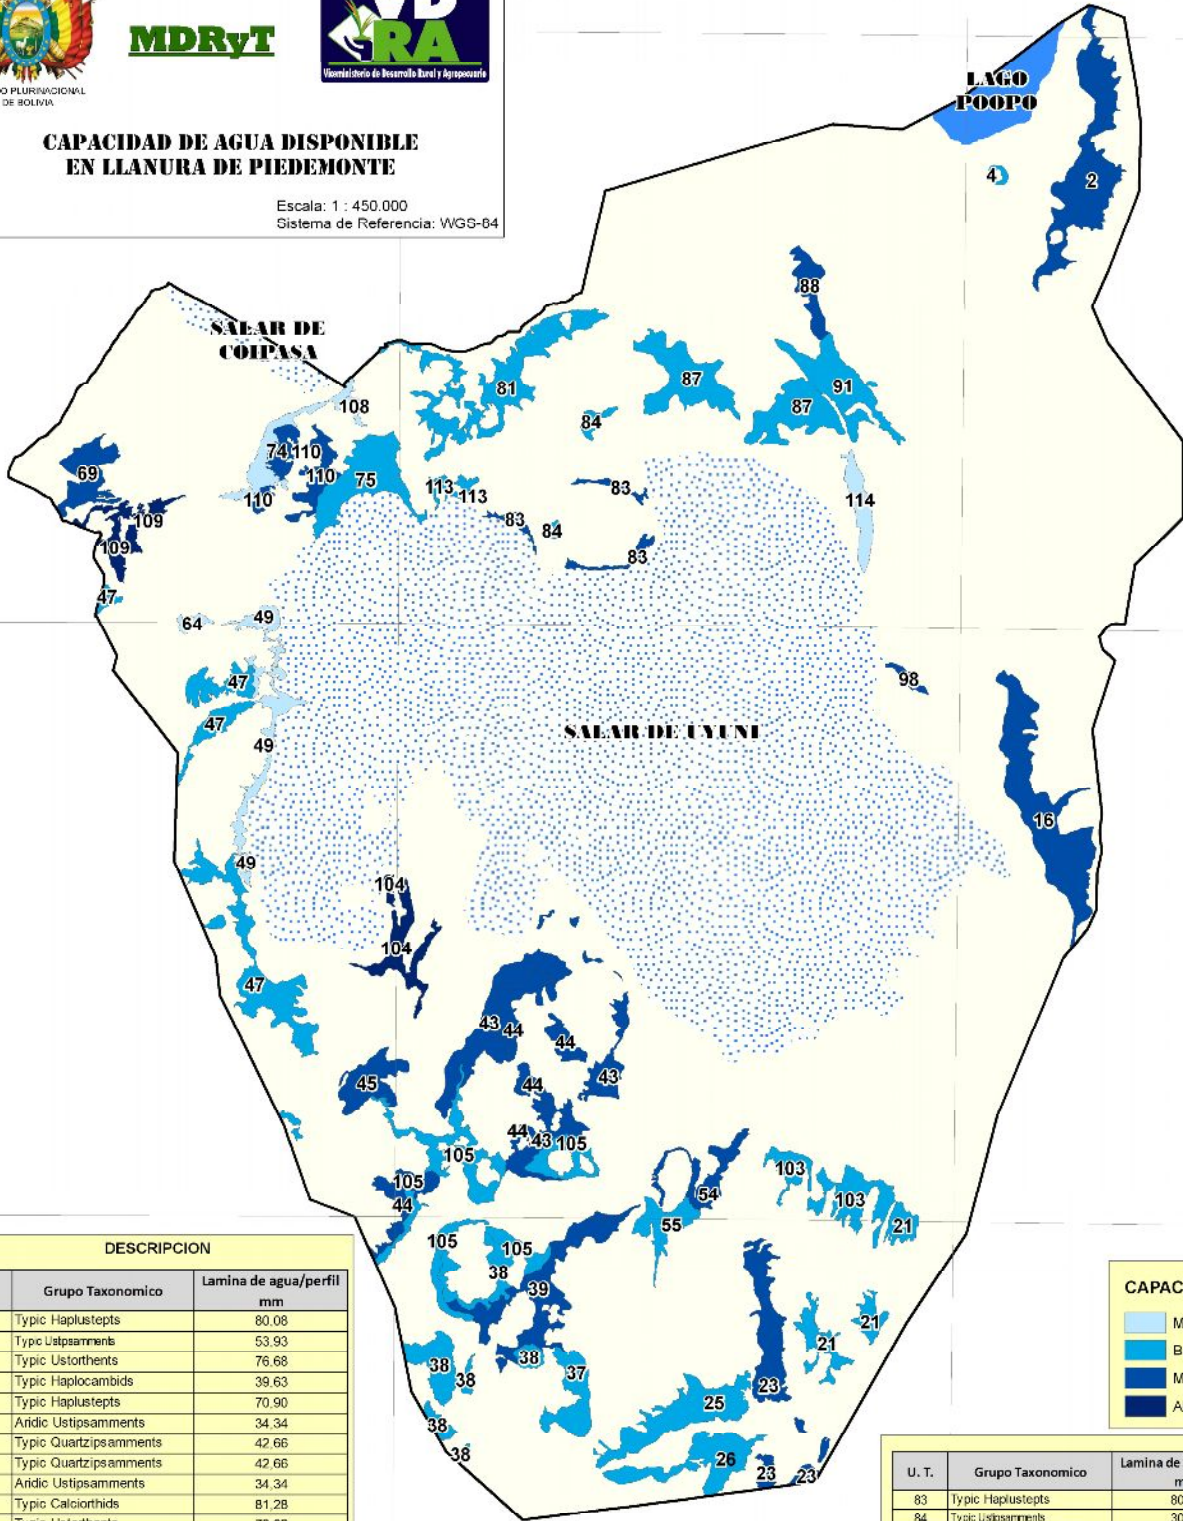 DO PLURINACIONAL
DE BOLIVIA
MDRyT
VD
RA
Viceministerio de Desarrollo Rural y Agropecuario
CAPACIDAD DE AGUA DISPONIBLE
EN LLANURA DE PIEDEMONTE
Escala: 1 : 450.000
Sistema de Referencia: WGS-84
LAGO
POOPO
4
2
88
SALAR DE
COIPASA
81
87
91
87
108
84
74
110
69
110
75
113
113
83
110
114
109
83
84
109
83
47
64
49
47
98
47
SALAR DE UYUNI
49
16
49
104
104
47
43
44
44
45
44
43
44
43
105
105
103
105
54
44
103
55
21
105
105
38
39
21
21
38
38
38
37
23
25
38
38
26
23
23
DESCRIPCION
Grupo Taxonomico
Lamina de agua/perfil
mm
Typic Haplustepts 80,08
Typic Ustipsamments 53,93
Typic Ustorthents 76,68
Typic Haplocambids 39,63
Typic Haplustepts 70,90
Aridic Ustipsamments 34,34
Typic Quartzipsamments 42,66
Typic Quartzipsamments 42,66
Aridic Ustipsamments 34,34
Typic Calciorthids 81,28
CAPAC
M
B
M
A
U. T.
Grupo Taxonomico
Lamina de
m
83 Typic Haplustepts 80
84 Typic Ustipsamments 30